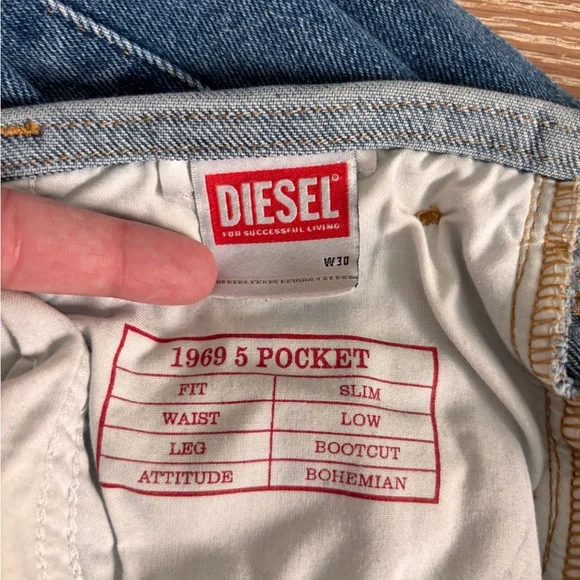 DIESEL®
FOR SUCCESSFUL LIVING
W30
1969 5 POCKET
FIT SLIM
WAIST LOW
LEG BOOTCUT
ATTITUDE BOHEMIAN